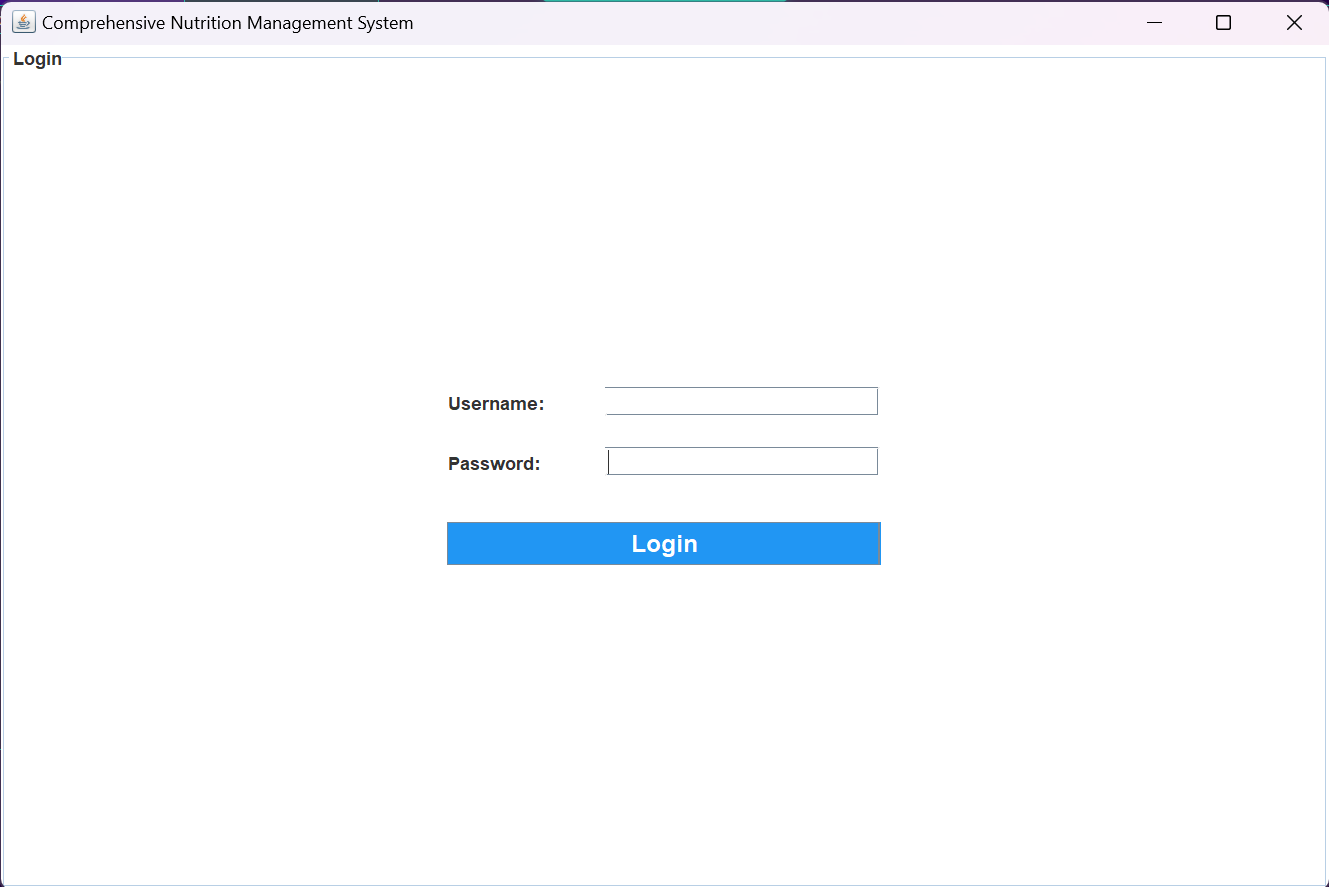 Comprehensive Nutrition Management System
Login
Username:
Password:
Login